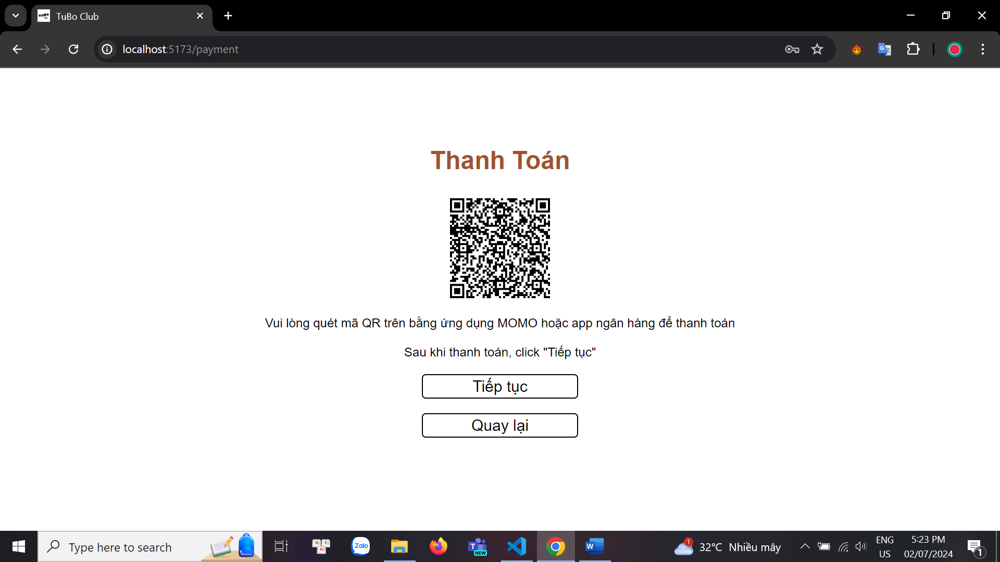 TuBo Club
localhost:5173/payment
Thanh Toán
Vui lòng quét mã QR trên bằng ứng dụng MOMO hoặc app ngân hàng để thanh toán
Sau khi thanh toán, click "Tiếp tục"
Tiếp tục
Quay lại
Type here to search
u i n
Zalo
T
NEW
W
1
32°C Nhiều mây
ENG
US
5:23 PM
02/07/2024
1